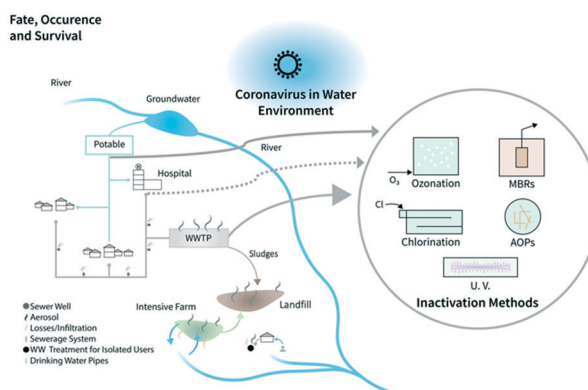 Fate, Occurence
and Survival
Coronavirus in Water
Environment
River
Groundwater
Potable
River
H
Hospital
WWTP
Sludges
Landfill
Intensive Farm
Sewer Well
Aerosol
Losses/Infiltration
Sewerage System
WW Treatment for Isolated Users
Drinking Water Pipes
O₃
Ozonation
MBRs
Cl
Chlorination
AOPs
U. V.
Inactivation Methods